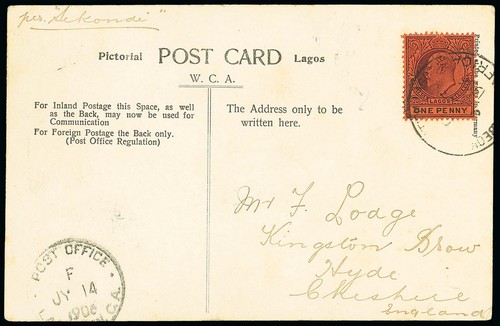 per. "Sekondi"
Pictorial POST CARD Lagos
W. C. A.
For Inland Postage this Space, as well
as the Back, may now be used for
Communication
For Foreign Postage the Back only.
(Post Office Regulation)
The Address only to be
written here.
LAGOS
ONE PENNY
Mr F. Lodge
Kingston Brow
Hyde
Cheshire
England
POST OFFICE
F
JY 14
1906
W.C.A.